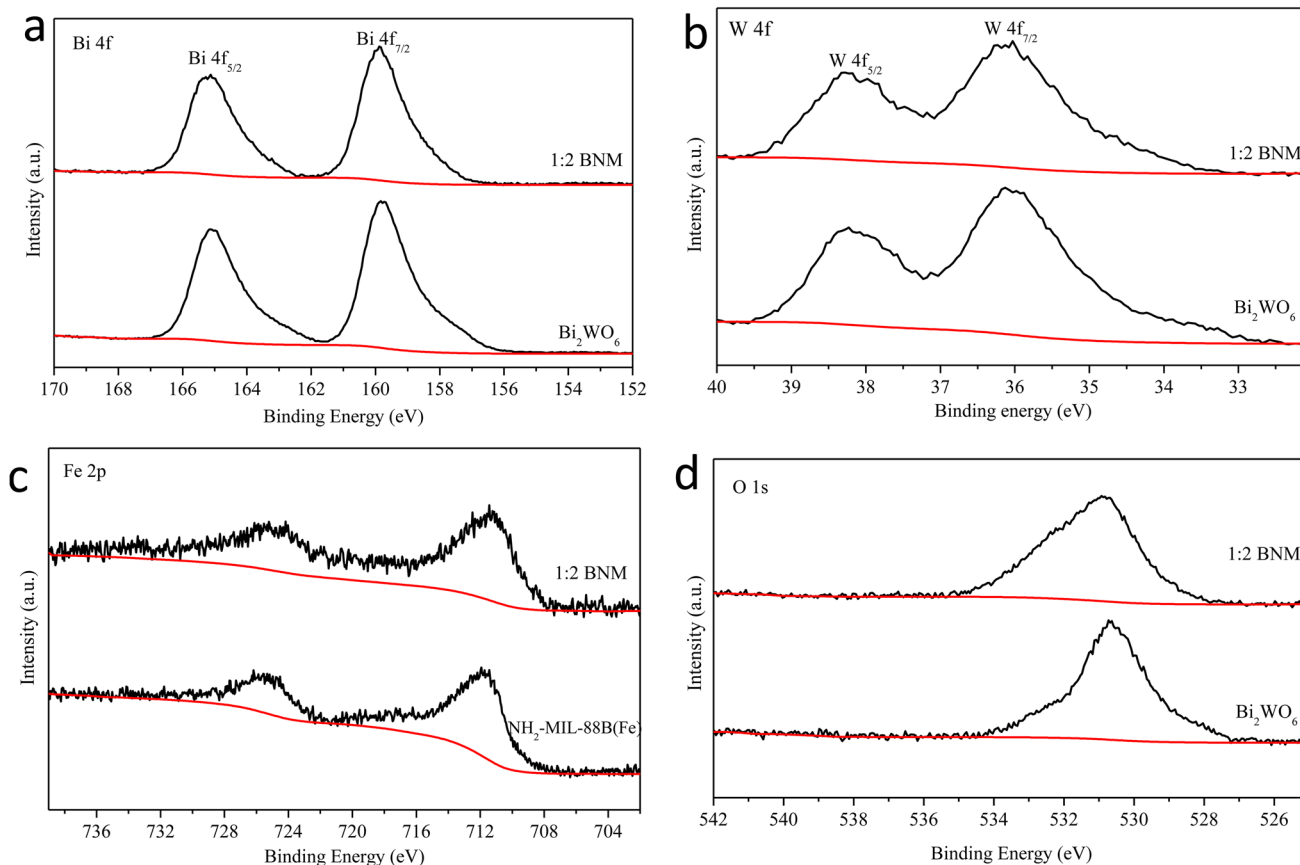 a
Bi 4f
Bi 4f5/2
Bi 4f7/2
1:2 BNM
Bi2WO6
Intensity (a.u.)
170 168 166 164 162 160 158 156 154 152
Binding Energy (eV)
b
W 4f
W 4f5/2
W 4f7/2
1:2 BNM
Bi2WO6
Intensity (a.u.)
40 39 38 37 36 35 34 33
Binding energy (eV)
c
Fe 2p
1:2 BNM
NH2-MIL-88B(Fe)
Intensity (a.u.)
736 732 728 724 720 716 712 708 704
Binding Energy (eV)
d
O 1s
1:2 BNM
Bi2WO6
Intensity (a.u.)
542 540 538 536 534 532 530 528 526
Binding Energy (eV)